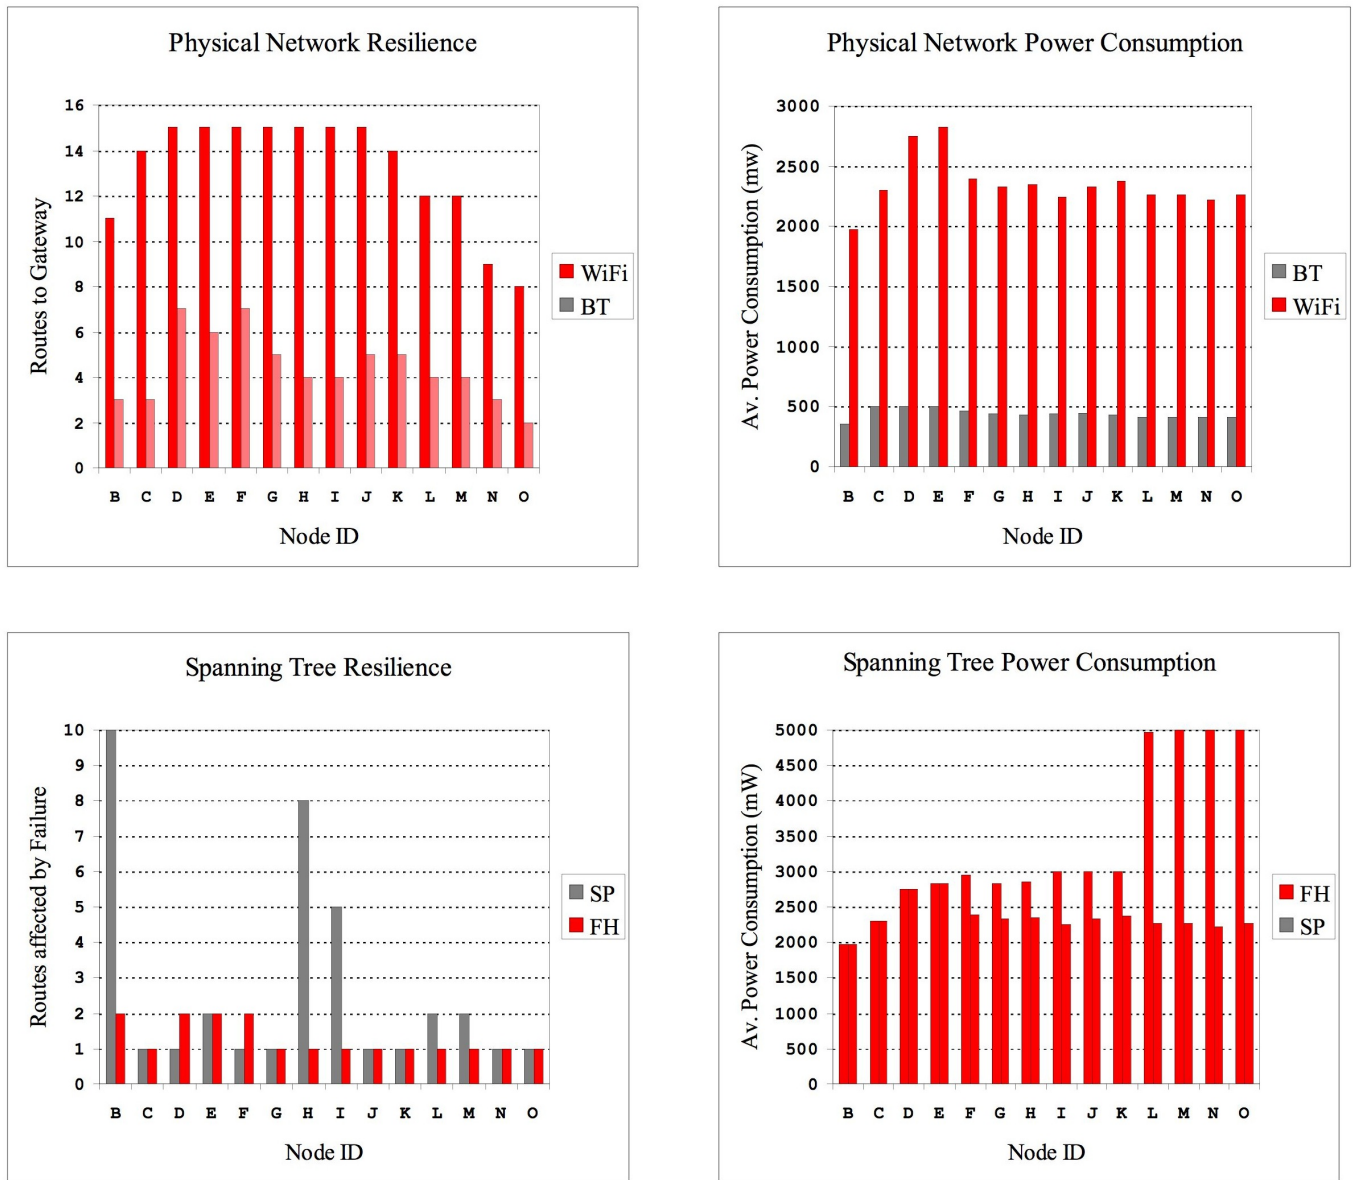 Physical Network Resilience
16
14
12
10
8
6
4
2
0
Routes to Gateway
B C D E F G H I J K L M N O
Node ID
WiFi
BT
Physical Network Power Consumption
3000
2500
2000
1500
1000
500
0
Av. Power Consumption (mw)
B C D E F G H I J K L M N O
Node ID
BT
WiFi
Spanning Tree Resilience
10
9
8
7
6
5
4
3
2
1
0
Routes affected by Failure
B C D E F G H I J K L M N O
Node ID
SP
FH
Spanning Tree Power Consumption
5000
4500
4000
3500
3000
2500
2000
1500
1000
500
0
Av. Power Consumption (mW)
B C D E F G H I J K L M N O
Node ID
FH
SP